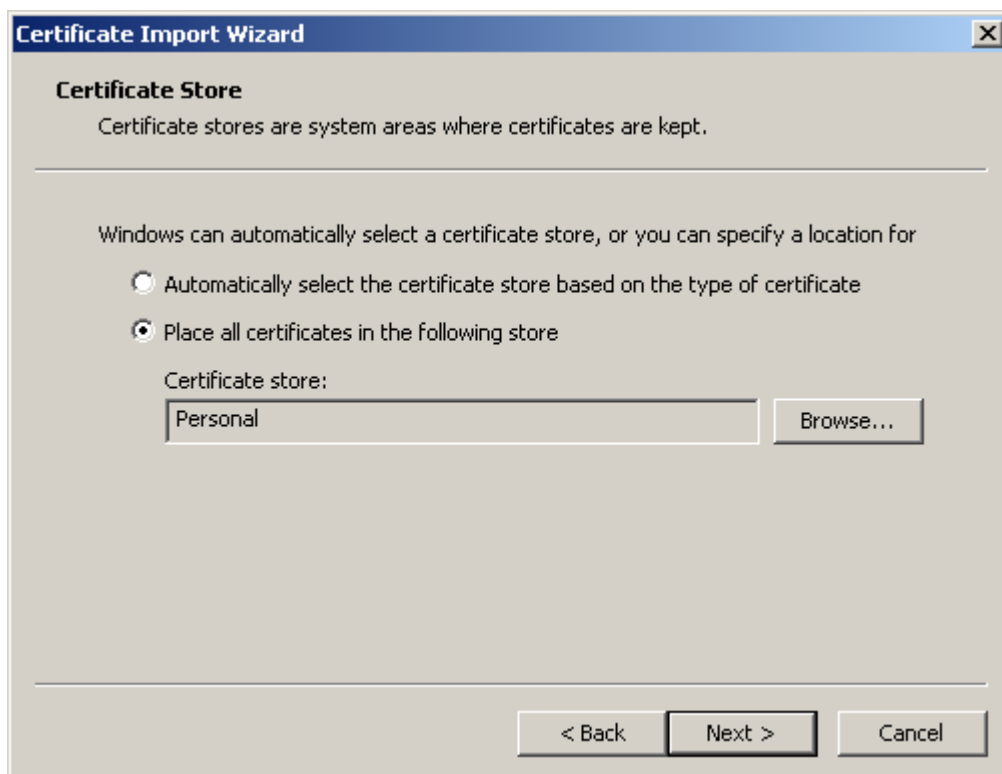 Certificate Import Wizard
Certificate Store
Certificate stores are system areas where certificates are kept.
Windows can automatically select a certificate store, or you can specify a location for
Automatically select the certificate store based on the type of certificate
Place all certificates in the following store
Certificate store:
Personal
Browse...
< Back
Next >
Cancel